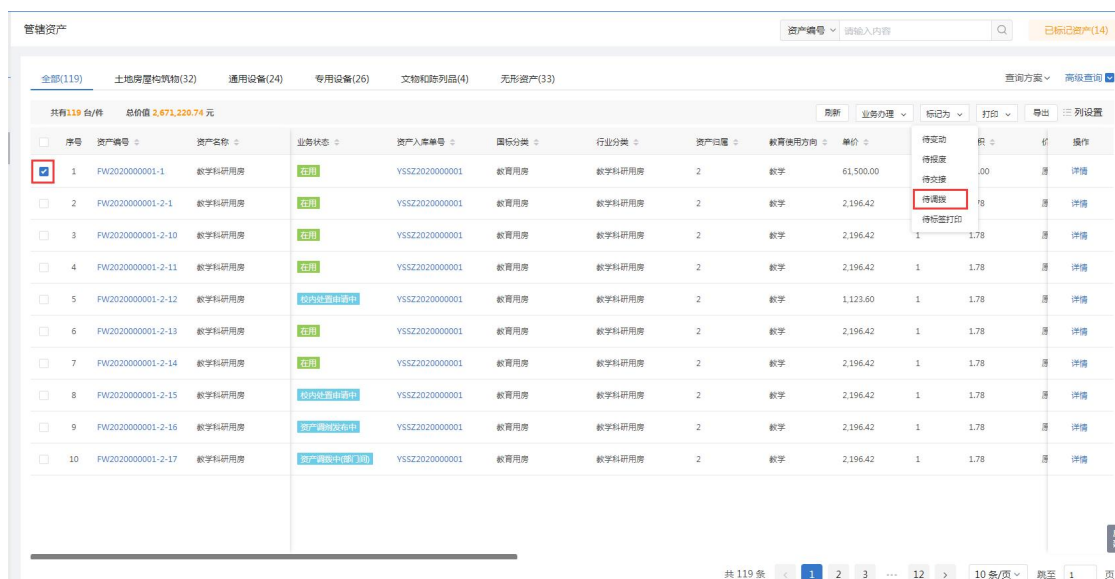 管辖资产 资产编号 请输入内容 已标记资产(14)
全部(119) 土地房屋构筑物(32) 通用设备(24) 专用设备(26) 文物和陈列品(4) 无形资产(33) 查询方案 高级查询
共有119 台/件 总价值 2,671,220.74 元 刷新 业务办理 标记为 打印 导出 列设置
序号 资产编号 资产名称 业务状态 资产入库单号 国标分类 行业分类 资产归属 教育使用方向 单价 待变动 积 操作
待报废
1 FW2020000001-1 教学科研用房 在用 YSSZ2020000001 教育用房 教学科研用房 2 教学 61,500.00 待交接 .00 详情
2 FW2020000001-2-1 教学科研用房 在用 YSSZ2020000001 教育用房 教学科研用房 2 教学 2,196.42 待调拨 78 详情
待标签打印
3 FW2020000001-2-10 教学科研用房 在用 YSSZ2020000001 教育用房 教学科研用房 2 教学 2,196.42 1 1.78 详情
4 FW2020000001-2-11 教学科研用房 在用 YSSZ2020000001 教育用房 教学科研用房 2 教学 2,196.42 1 1.78 详情
5 FW2020000001-2-12 教学科研用房 校内处置申请中 YSSZ2020000001 教育用房 教学科研用房 2 教学 1,123.60 1 1.78 详情
6 FW2020000001-2-13 教学科研用房 在用 YSSZ2020000001 教育用房 教学科研用房 2 教学 2,196.42 1 1.78 详情
7 FW2020000001-2-14 教学科研用房 在用 YSSZ2020000001 教育用房 教学科研用房 2 教学 2,196.42 1 1.78 详情
8 FW2020000001-2-15 教学科研用房 校内处置申请中 YSSZ2020000001 教育用房 教学科研用房 2 教学 2,196.42 1 1.78 详情
9 FW2020000001-2-16 教学科研用房 资产调剂发布中 YSSZ2020000001 教育用房 教学科研用房 2 教学 2,196.42 1 1.78 详情
10 FW2020000001-2-17 教学科研用房 资产调拨中(部门间) YSSZ2020000001 教育用房 教学科研用房 2 教学 2,196.42 1 1.78 详情
共 119 条 1 2 3 ··· 12 10 条/页 跳至 1 页